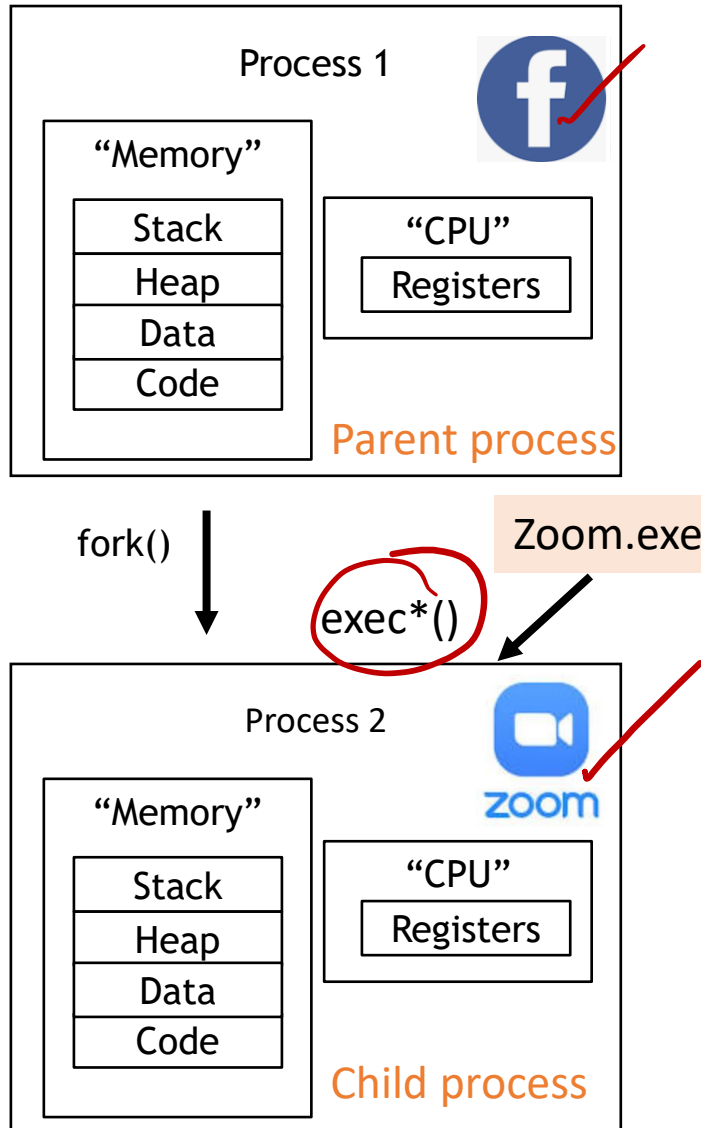 Process 1
f
“Memory”
Stack
Heap
Data
Code
“CPU”
Registers
Parent process
fork()
Zoom.exe
exec*()
Process 2
zoom
“Memory”
Stack
Heap
Data
Code
“CPU”
Registers
Child process